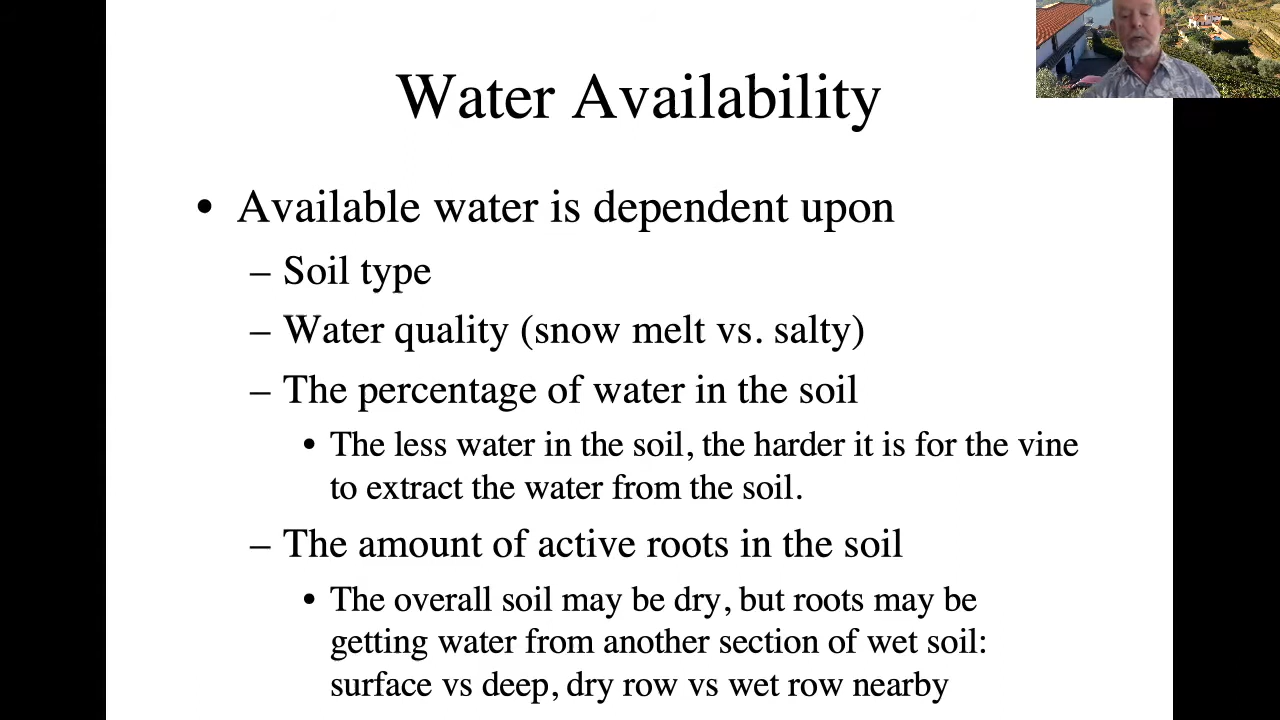 Water Availability
• Available water is dependent upon
– Soil type
– Water quality (snow melt vs. salty)
– The percentage of water in the soil
• The less water in the soil, the harder it is for the vine
to extract the water from the soil.
– The amount of active roots in the soil
• The overall soil may be dry, but roots may be
getting water from another section of wet soil:
surface vs deep, dry row vs wet row nearby